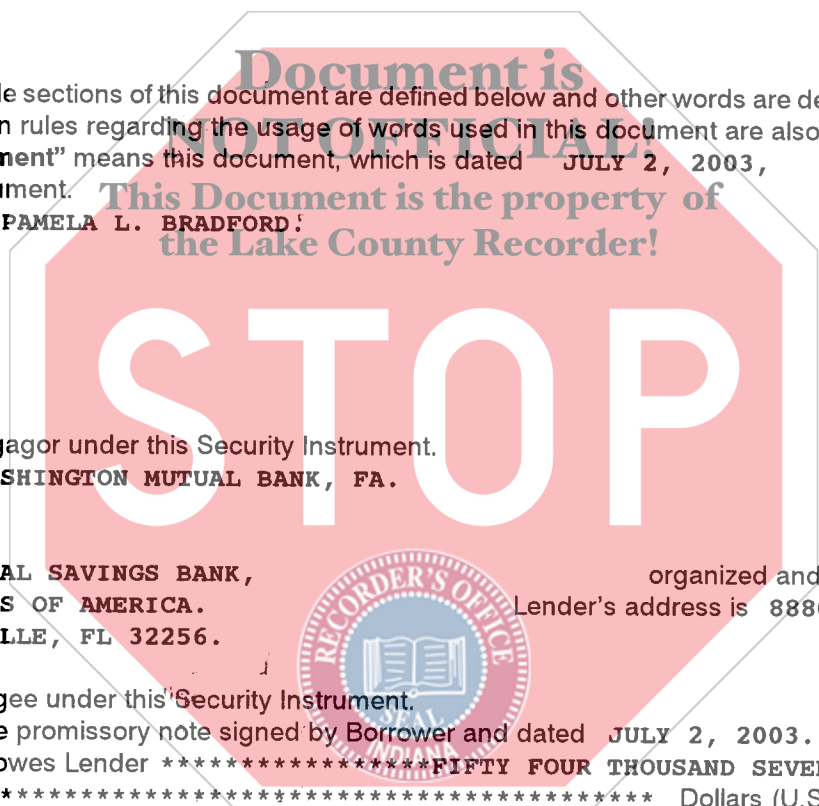 Document is
le sections of this document are defined below and other words are de
n rules regarding the usage of words used in this document are also
NOT OFFICIAL!
ment" means this document, which is dated JULY 2, 2003,
ument.
This Document is the property of
PAMELA L. BRADFORD.
the Lake County Recorder!
STOP
gagor under this Security Instrument.
SHINGTON MUTUAL BANK, FA.
AL SAVINGS BANK, organized and
S OF AMERICA. Lender's address is 888
LLE, FL 32256.
RECORDER'S OFFICE
SEAL
INDIANA
gee under this Security Instrument.
e promissory note signed by Borrower and dated JULY 2, 2003.
owes Lender *****************FIFTY FOUR THOUSAND SEVE
***************************************** Dollars (U.S